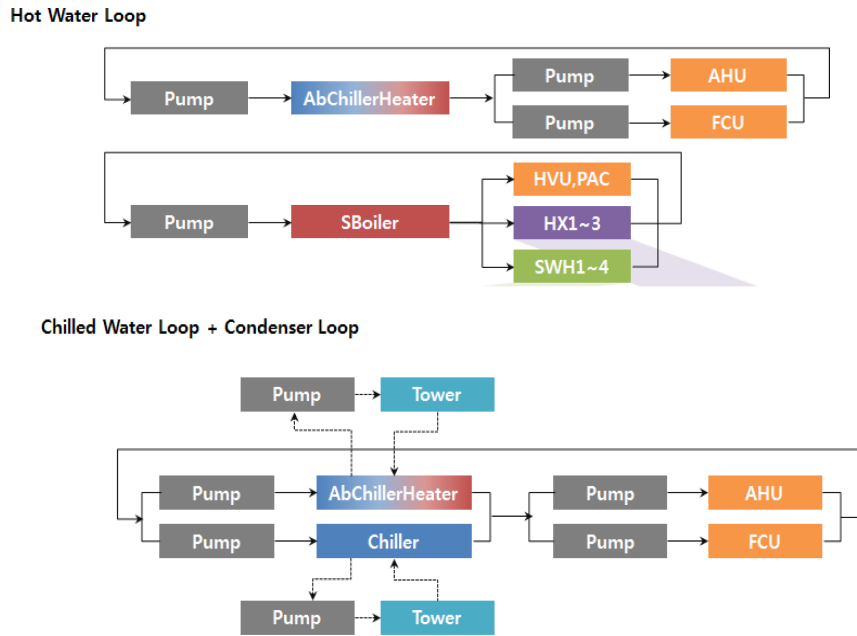 Hot Water Loop
Pump AbChillerHeater Pump AHU
Pump FCU
Pump SBoiler HVU,PAC
HX1~3
SWH1~4
Chilled Water Loop + Condenser Loop
Pump Tower
Pump AbChillerHeater Pump AHU
Pump Chiller Pump FCU
Pump Tower